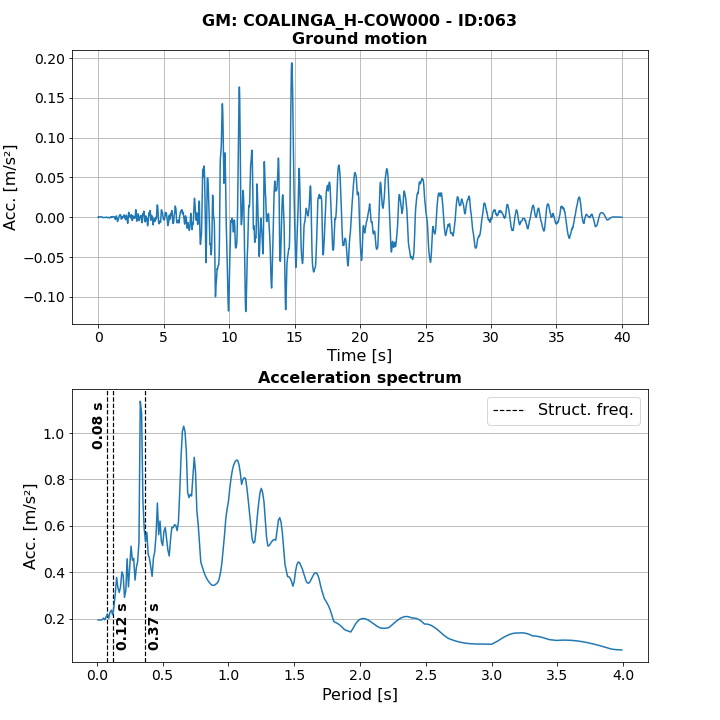 GM: COALINGA_H-COW000 - ID:063
Ground motion
0.20
0.15
0.10
0.05
0.00
−0.05
−0.10
Acc. [m/s²]
0 5 10 15 20 25 30 35 40
Time [s]
Acceleration spectrum
Struct. freq.
0.08 s
0.12 s
0.37 s
1.0
0.8
0.6
0.4
0.2
Acc. [m/s²]
0.0 0.5 1.0 1.5 2.0 2.5 3.0 3.5 4.0
Period [s]